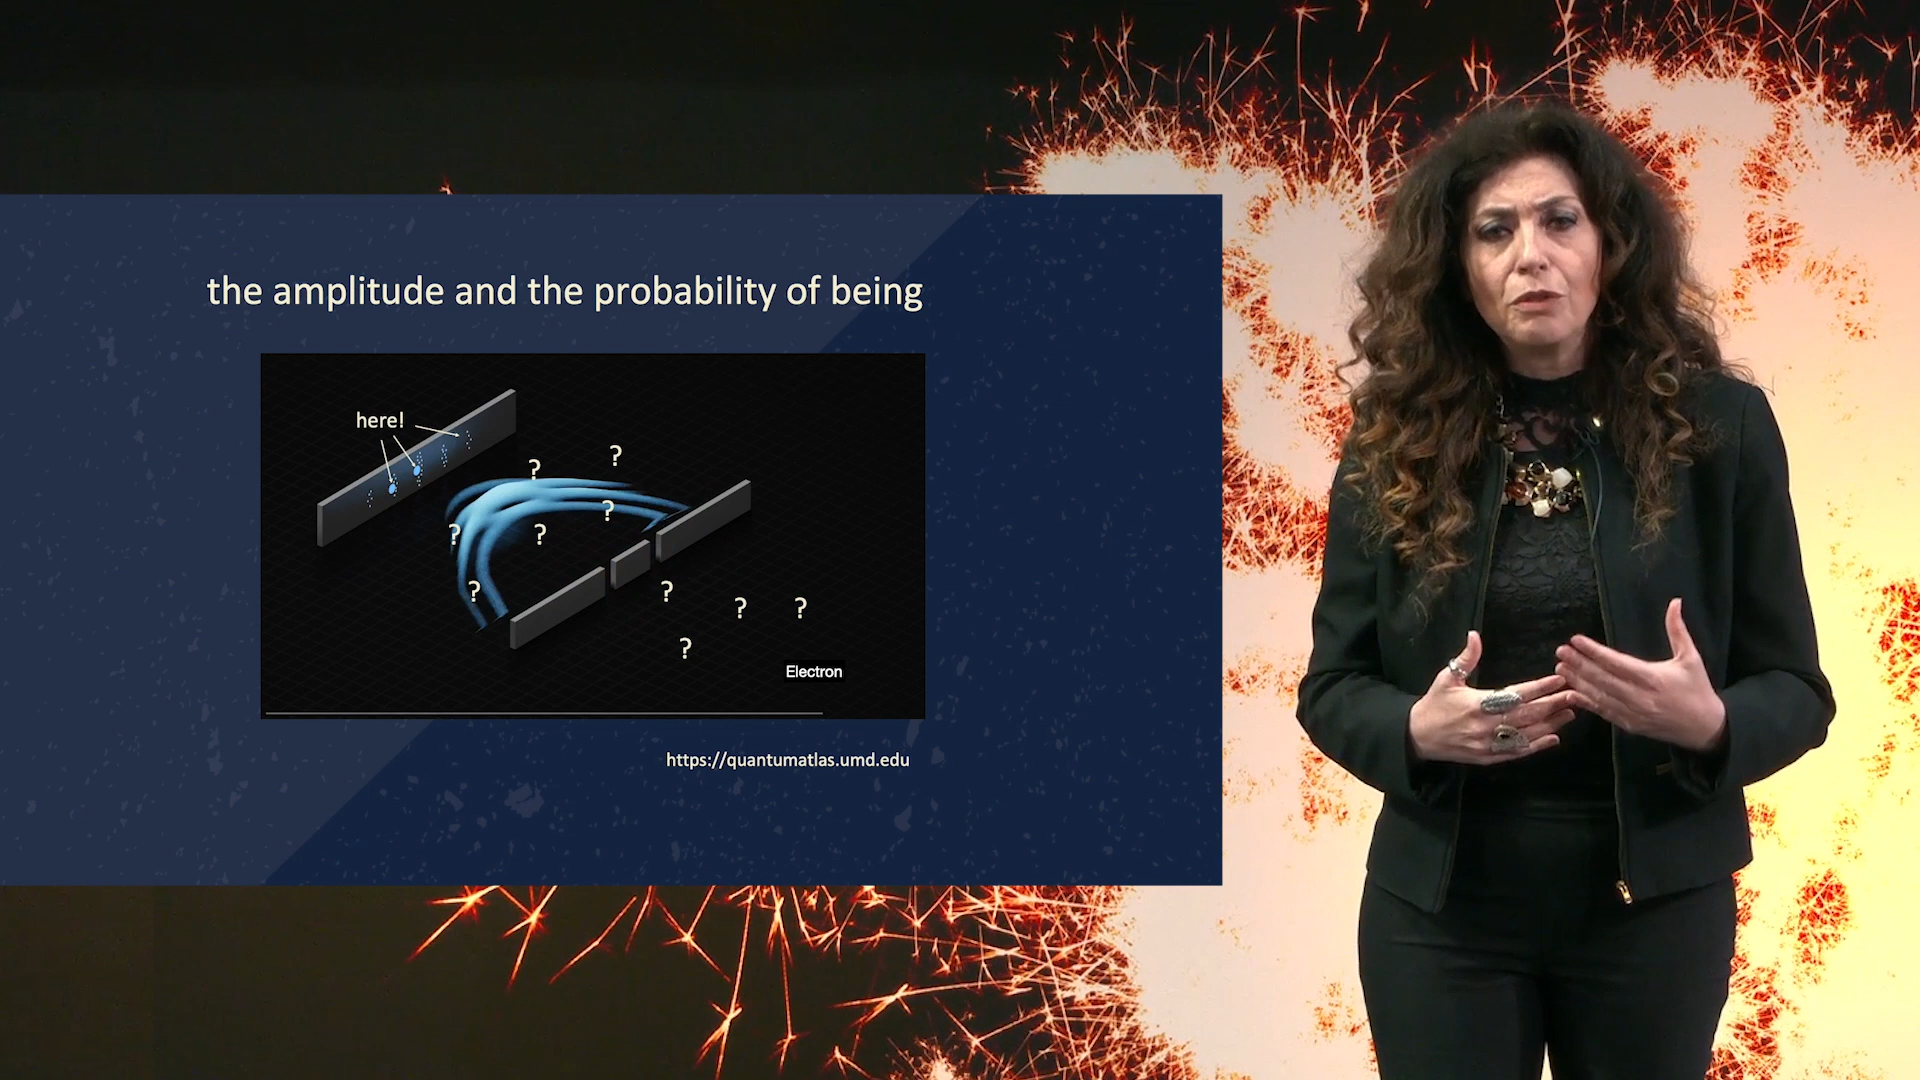 the amplitude and the probability of being
here!
?
?
?
?
?
?
?
?
?
?
Electron
https://quantumatlas.umd.edu